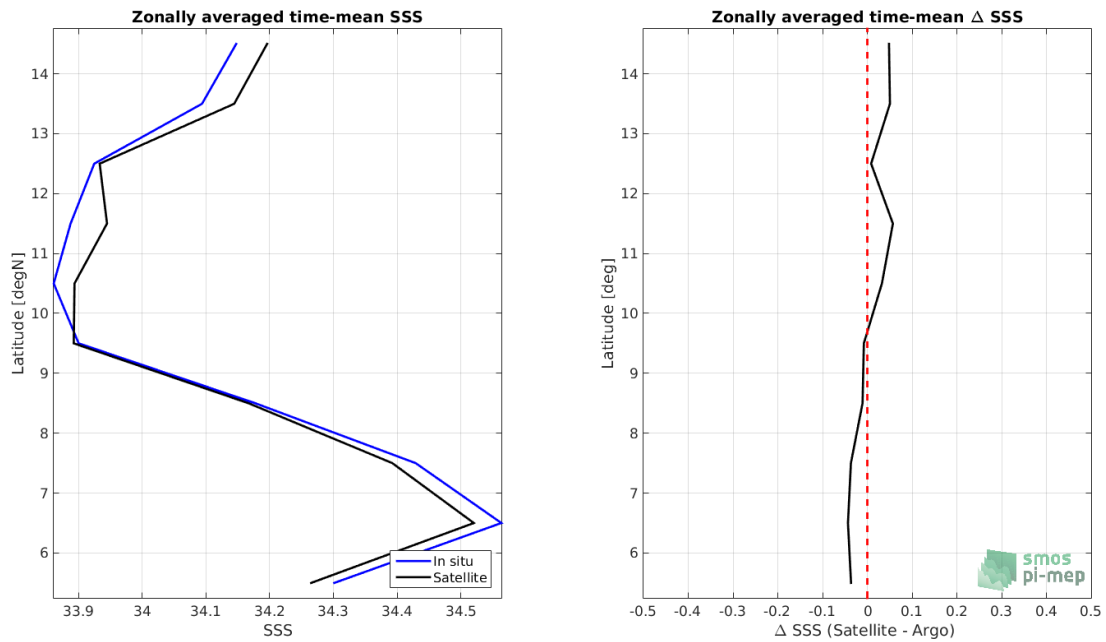 Zonally averaged time-mean SSS
14
13
12
11
10
9
8
7
6
Latitude [degN]
33.9 34 34.1 34.2 34.3 34.4 34.5
SSS
In situ
Satellite
Zonally averaged time-mean Δ SSS
14
13
12
11
10
9
8
7
6
Latitude [deg]
-0.5 -0.4 -0.3 -0.2 -0.1 0 0.1 0.2 0.3 0.4 0.5
Δ SSS (Satellite - Argo)
smos
pi-mep